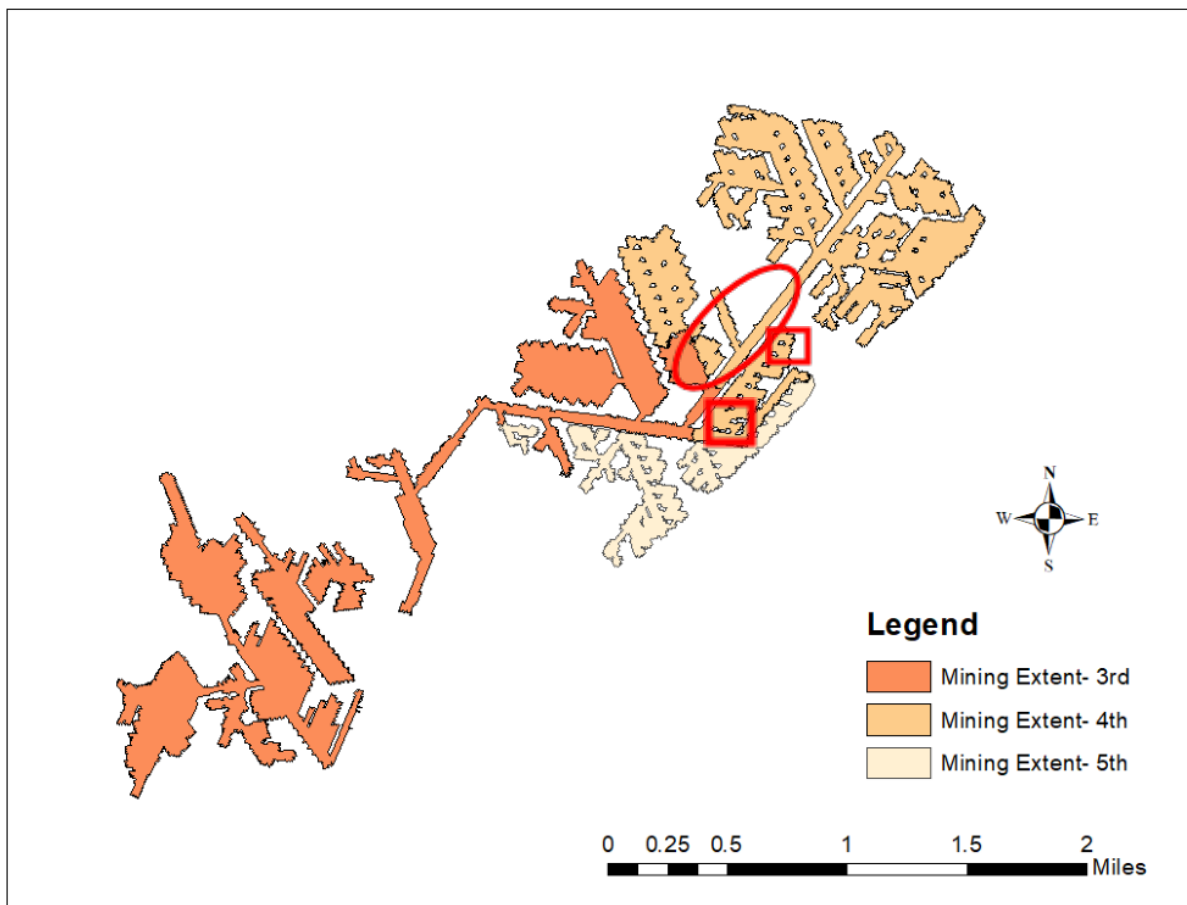 N
W E
S
Legend
Mining Extent- 3rd
Mining Extent- 4th
Mining Extent- 5th
0 0.25 0.5 1 1.5 2
Miles